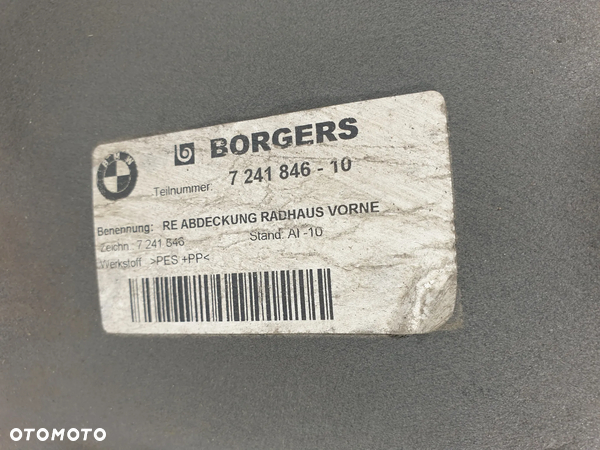 BMW
BORGERS
Teilnummer: 7 241 846 - 10
Benennung: RE ABDECKUNG RADHAUS VORNE
Zeichn.: 7 241 846 Stand: AI -10
Werkstoff: >PES +PP<
OTOMOTO